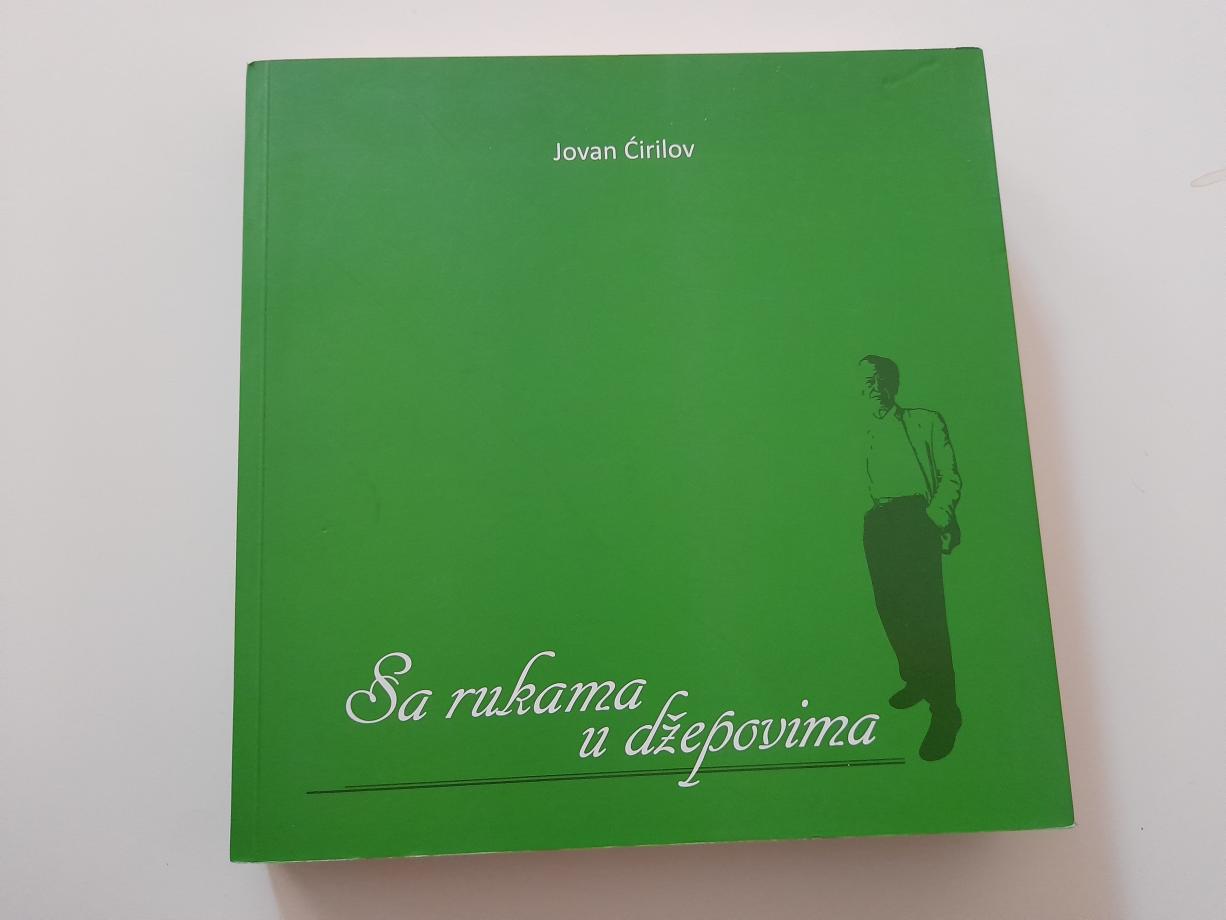 Jovan Ćirilov
Sa rukama
u džepovima